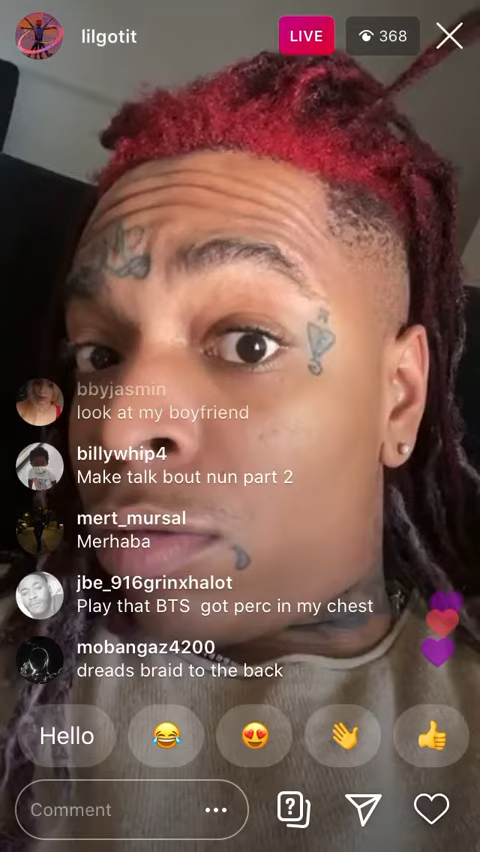 lilgotit
LIVE
368
bbyjasmin
look at my boyfriend
billywhip4
Make talk bout nun part 2
mert_mursal
Merhaba
jbe_916grinxhalot
Play that BTS  got perc in my chest
mobangaz4200
dreads braid to the back
Hello
Comment